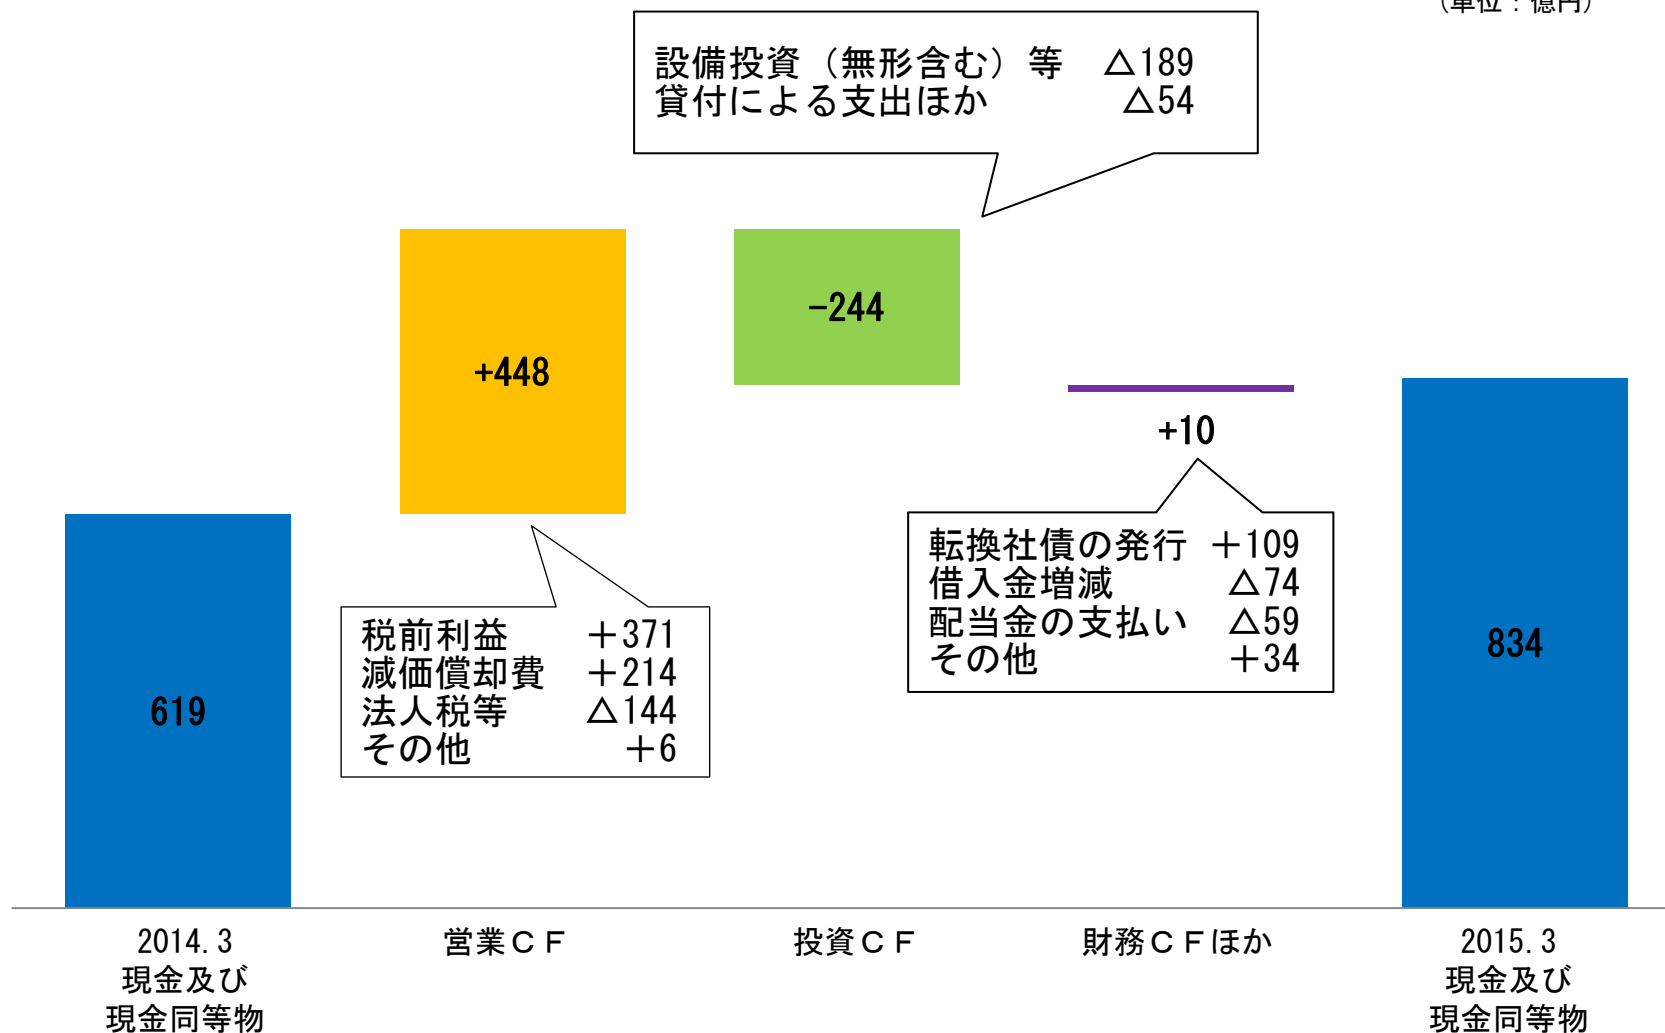 （単位：億円）
設備投資（無形含む）等 △189
貸付による支出ほか △54
+448
-244
+10
税前利益 ＋371
減価償却費 ＋214
法人税等 △144
その他 ＋6
転換社債の発行 ＋109
借入金増減 △74
配当金の支払い △59
その他 ＋34
619
834
2014.3
現金及び
現金同等物
営業ＣＦ
投資ＣＦ
財務ＣＦほか
2015.3
現金及び
現金同等物